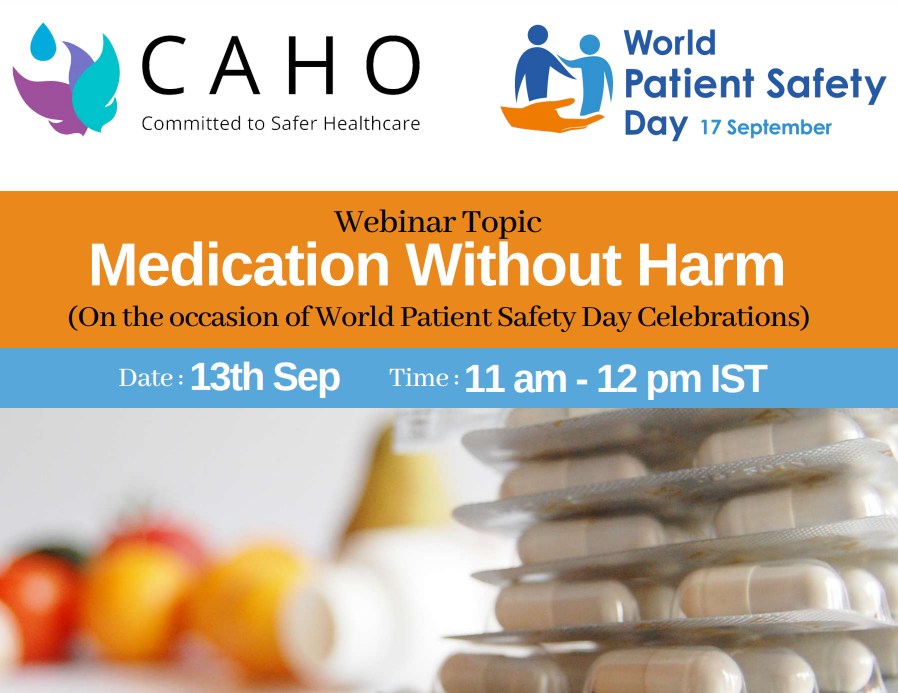 CAHO
Committed to Safer Healthcare
World
Patient Safety
Day 17 September
Webinar Topic
Medication Without Harm
(On the occasion of World Patient Safety Day Celebrations)
Date : 13th Sep Time : 11 am - 12 pm IST